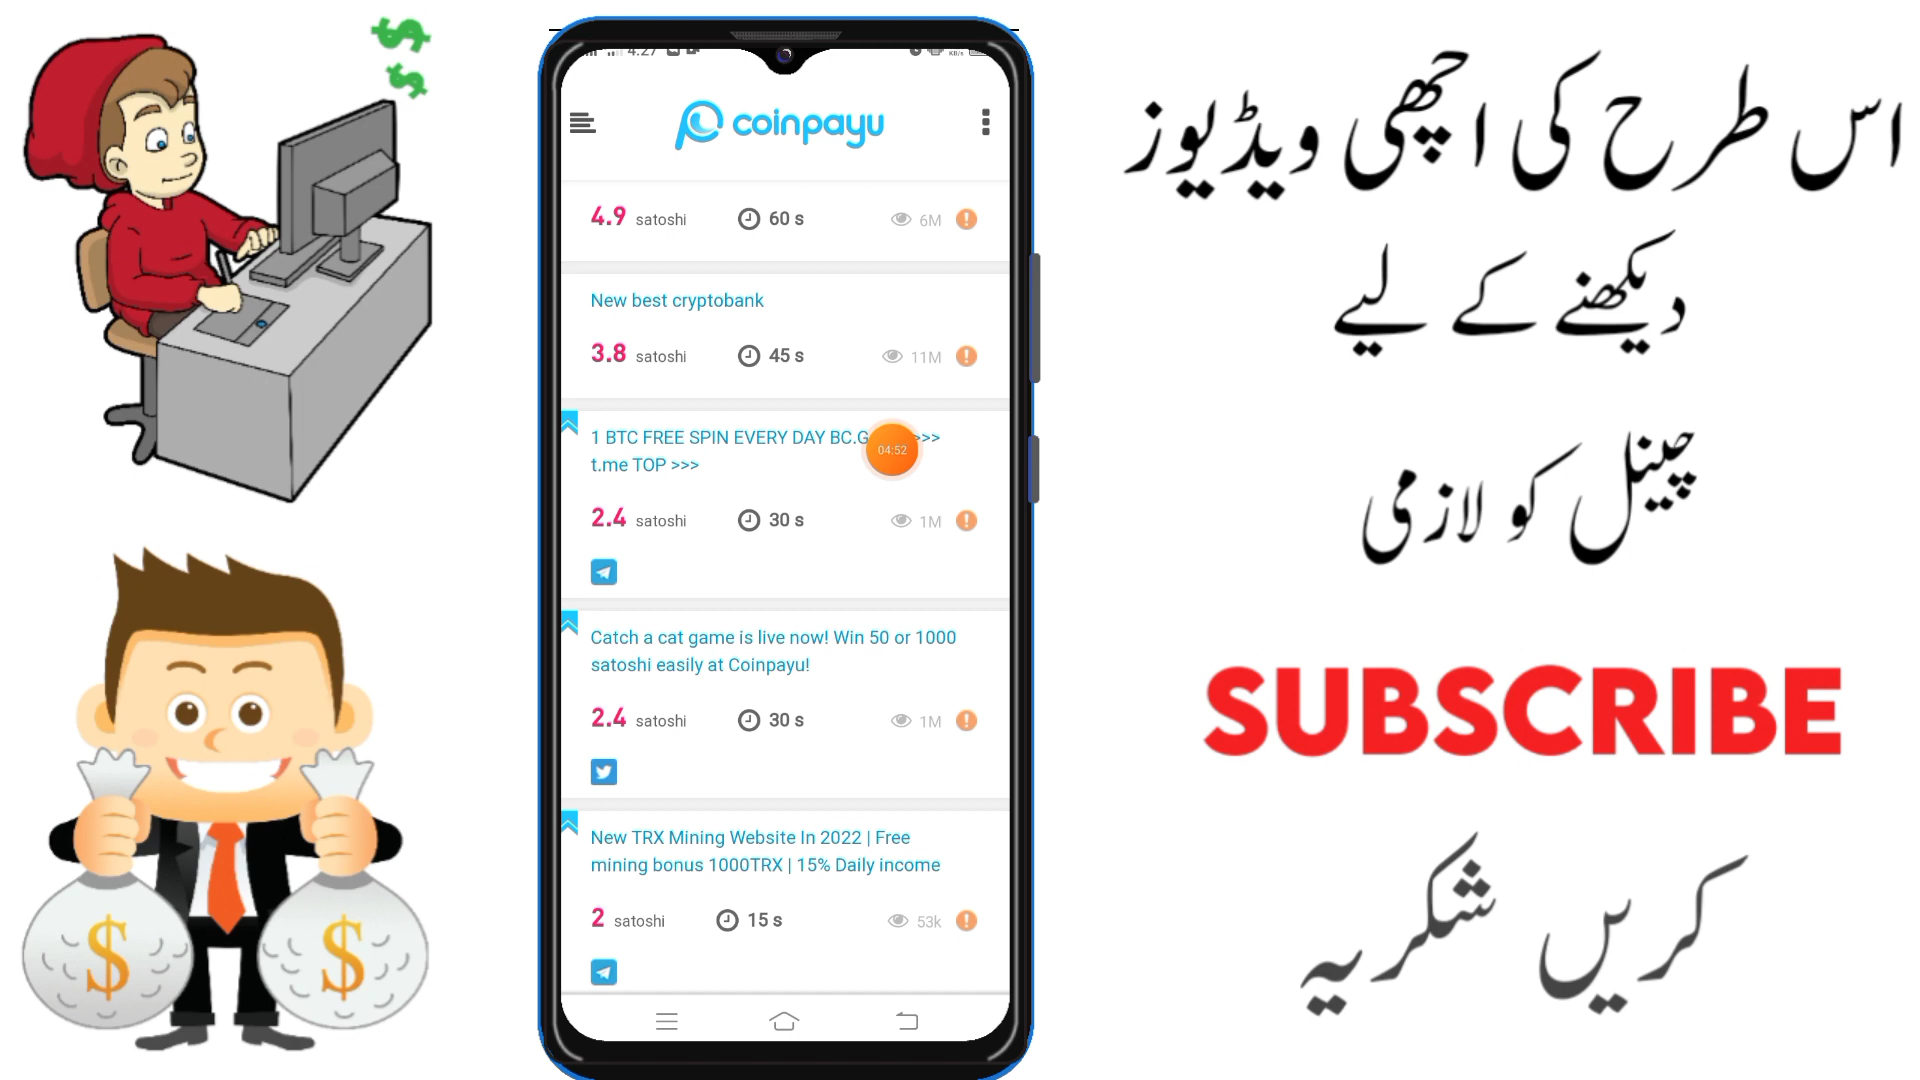 4:27
KB/s
coinpayu
4.9 satoshi 60 s 6M
New best cryptobank
3.8 satoshi 45 s 11M
1 BTC FREE SPIN EVERY DAY BC.G >>>
t.me TOP >>>
04:52
2.4 satoshi 30 s 1M
Catch a cat game is live now! Win 50 or 1000
satoshi easily at Coinpayu!
2.4 satoshi 30 s 1M
New TRX Mining Website In 2022 | Free
mining bonus 1000TRX | 15% Daily income
2 satoshi 15 s 53k
اس طرح کی اچھی ویڈیوز
دیکھنے کے لیے
چینل کو لازمی
SUBSCRIBE
کریں شکریہ
$
$
$
$